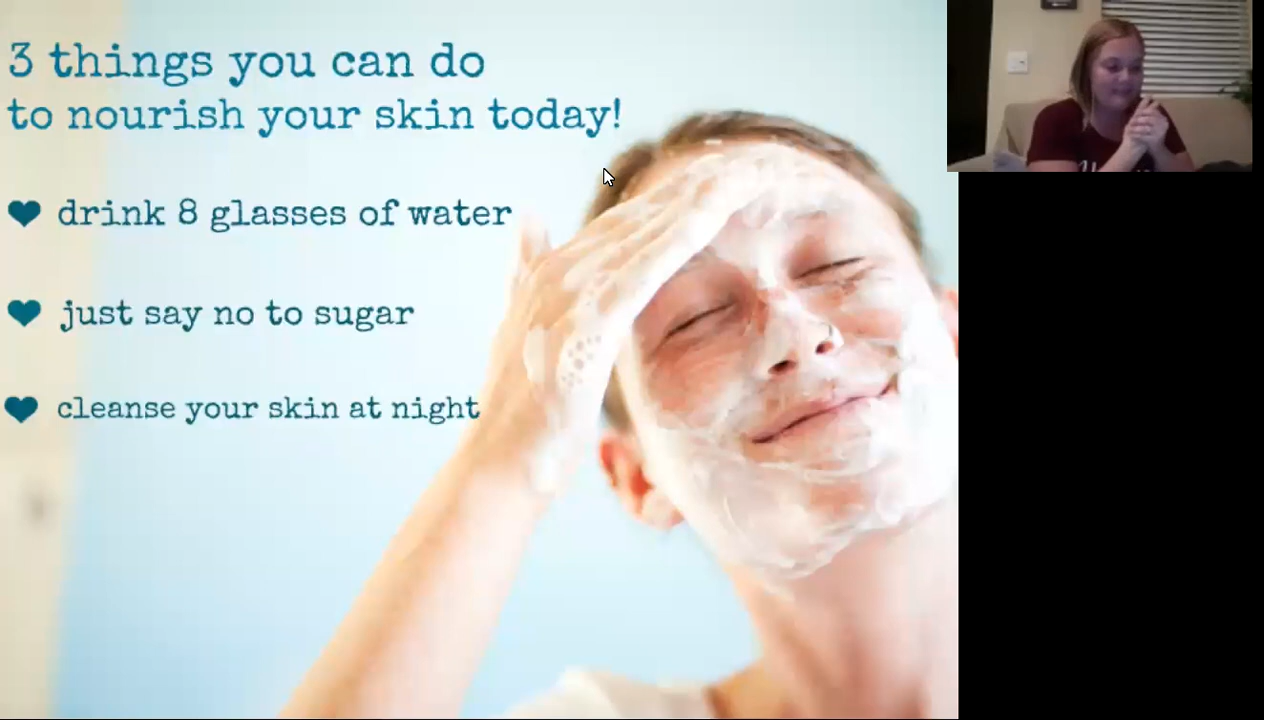 3 things you can do
to nourish your skin today!
drink 8 glasses of water
just say no to sugar
cleanse your skin at night